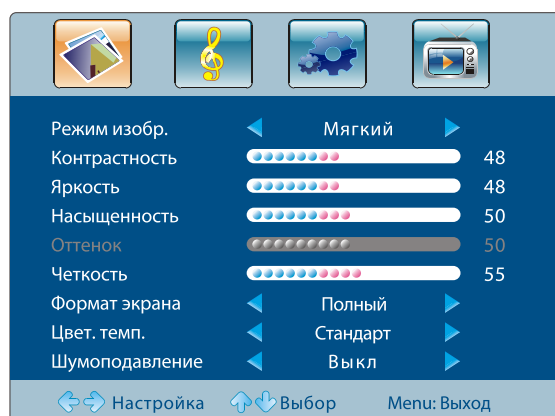 Режим изобр. Мягкий
Контрастность 48
Яркость 48
Насыщенность 50
Оттенок 50
Четкость 55
Формат экрана Полный
Цвет. темп. Стандарт
Шумоподавление Выкл
Настройка Выбор Menu: Выход